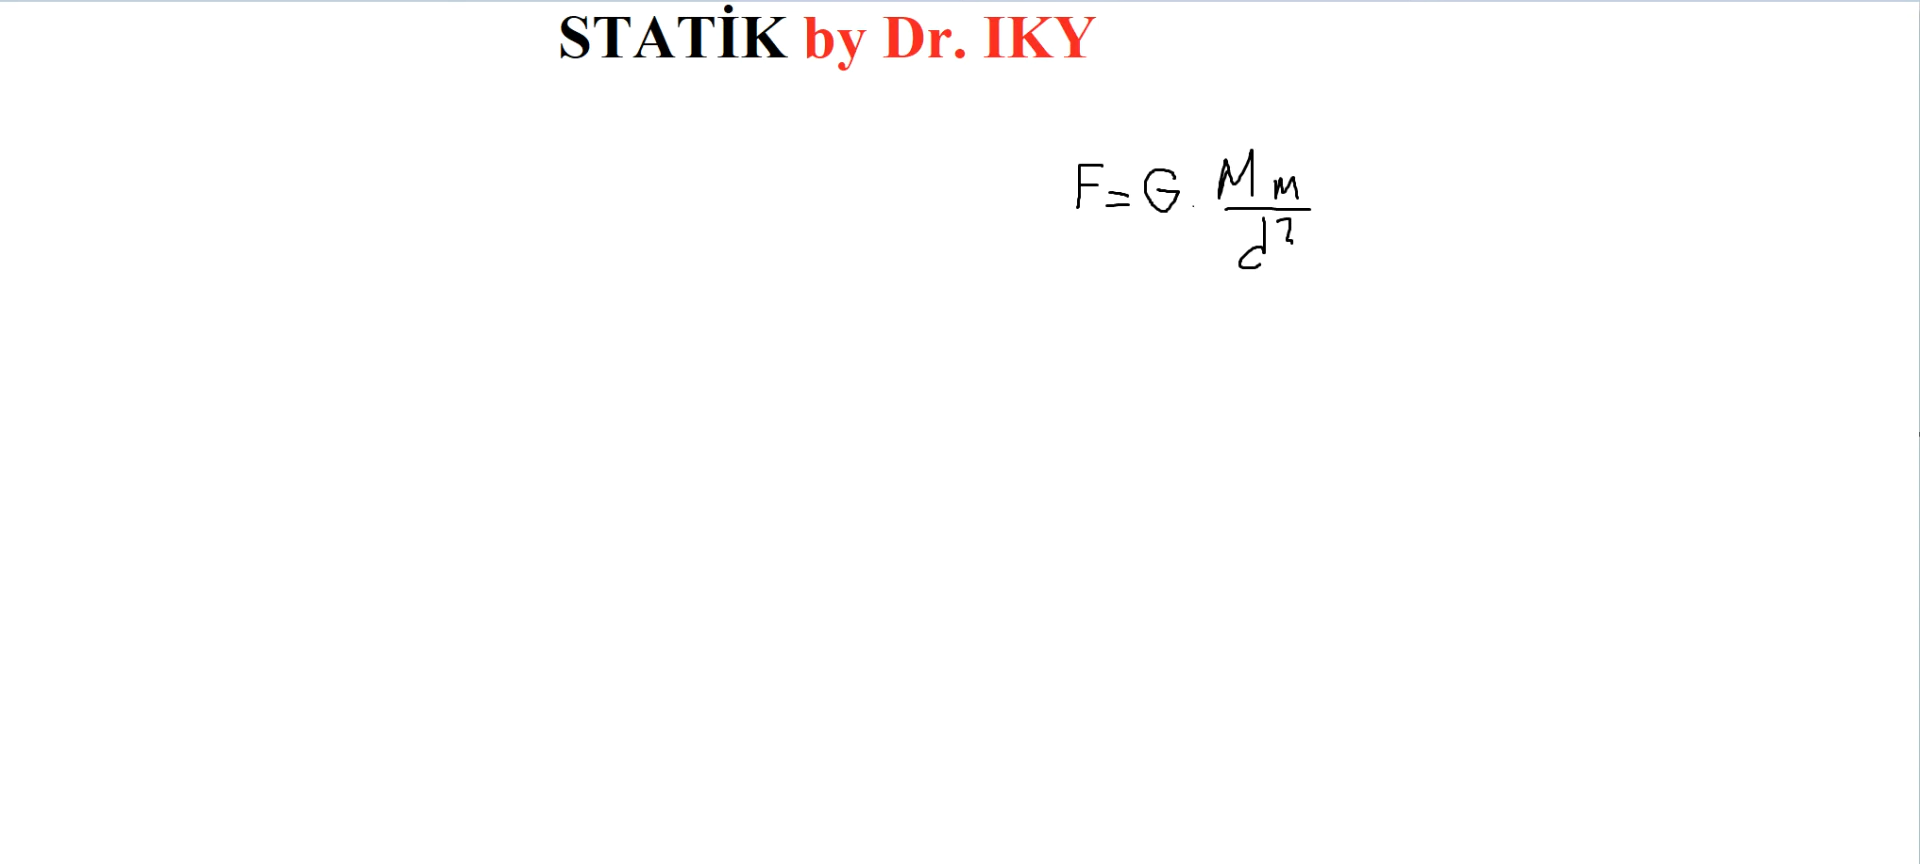 STATİK by Dr. IKY
F = G . Mm / d²